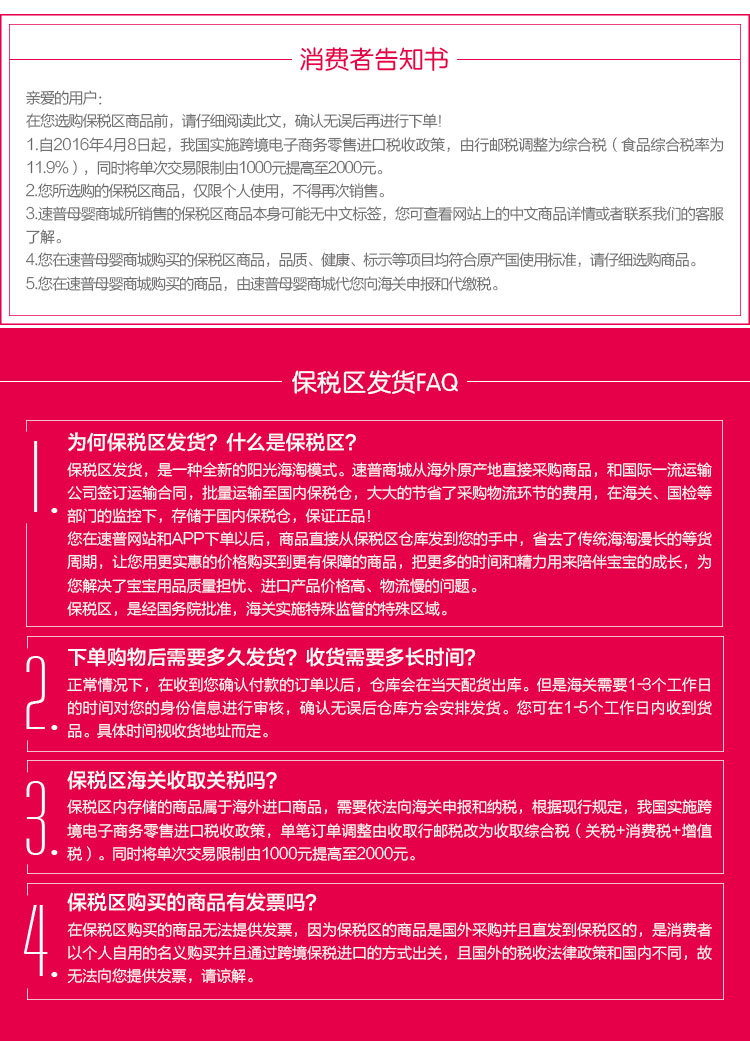 消费者告知书
亲爱的用户:
在您选购保税区商品前，请仔细阅读此文，确认无误后再进行下单!
1.自2016年4月8日起，我国实施跨境电子商务零售进口税收政策，由行邮税调整为综合税（食品综合税率为
11.9%），同时将单次交易限制由1000元提高至2000元。
2.您所选购的保税区商品，仅限个人使用，不得再次销售。
3.速普母婴商城所销售的保税区商品本身可能无中文标签，您可查看网站上的中文商品详情或者联系我们的客服
了解。
4.您在速普母婴商城购买的保税区商品，品质、健康、标示等项目均符合原产国使用标准，请仔细选购商品。
5.您在速普母婴商城购买的商品，由速普母婴商城代您向海关申报和代缴税。
保税区发货FAQ
1.
为何保税区发货？什么是保税区？
保税区发货，是一种全新的阳光海淘模式。速普商城从海外原产地直接采购商品，和国际一流运输
公司签订运输合同，批量运输至国内保税仓，大大的节省了采购物流环节的费用，在海关、国检等
部门的监控下，存储于国内保税仓，保证正品!
您在速普网站和APP下单以后，商品直接从保税区仓库发到您的手中，省去了传统海淘漫长的等货
周期，让您用更实惠的价格购买到更有保障的商品，把更多的时间和精力用来陪伴宝宝的成长，为
您解决了宝宝用品质量担忧、进口产品价格高、物流慢的问题。
保税区，是经国务院批准，海关实施特殊监管的特殊区域。
2.
下单购物后需要多久发货？收货需要多长时间？
正常情况下，在收到您确认付款的订单以后，仓库会在当天配货出库。但是海关需要1-3个工作日
的时间对您的身份信息进行审核，确认无误后仓库方会安排发货。您可在1-5个工作日内收到货
品。具体时间视收货地址而定。
3.
保税区海关收取关税吗？
保税区内存储的商品属于海外进口商品，需要依法向海关申报和纳税，根据现行规定，我国实施跨
境电子商务零售进口税收政策，单笔订单调整由收取行邮税改为收取综合税（关税+消费税+增值
税）。同时将单次交易限制由1000元提高至2000元。
4.
保税区购买的商品有发票吗？
在保税区购买的商品无法提供发票，因为保税区的商品是国外采购并且直发到保税区的，是消费者
以个人自用的名义购买并且通过跨境保税进口的方式出关，且国外的税收法律政策和国内不同，故
无法向您提供发票，请谅解。